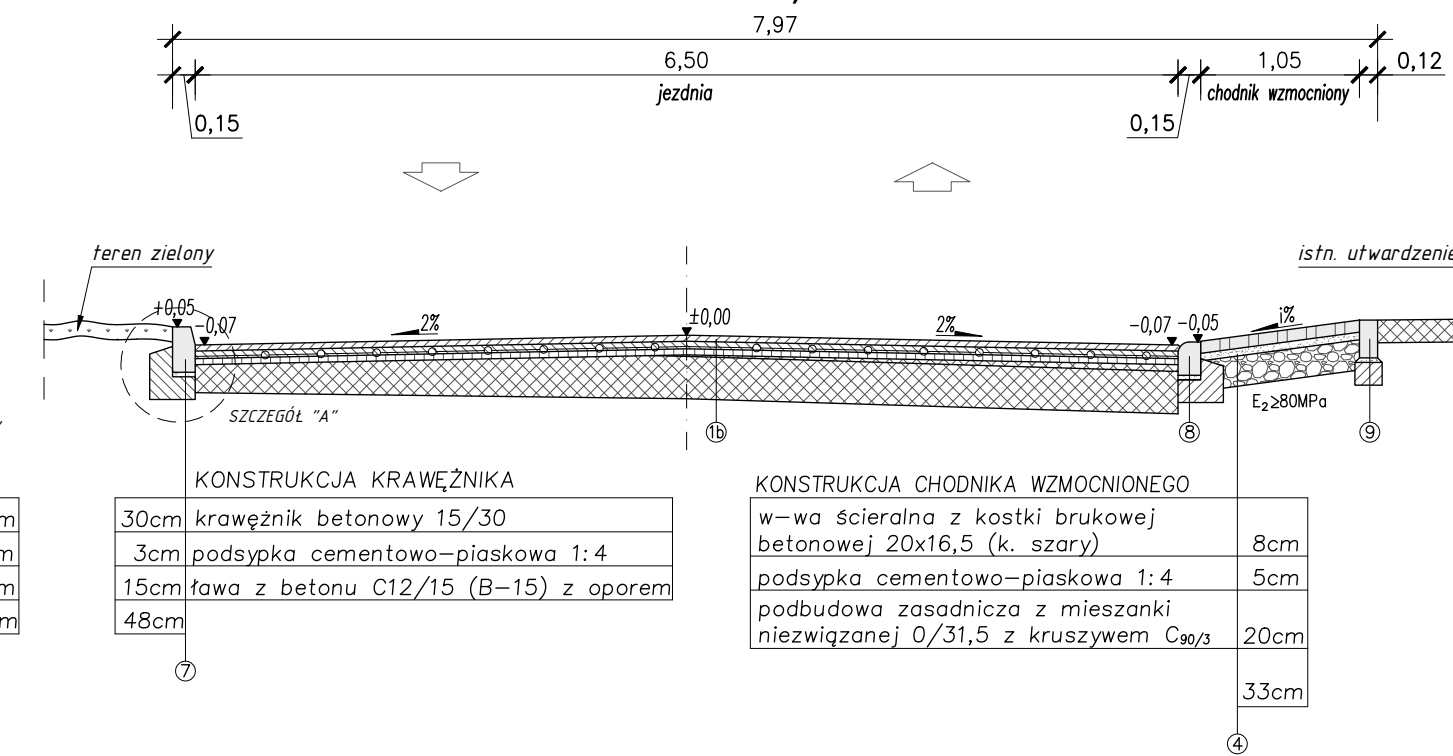 7,97
6,50
1,05
0,12
jezdnia
chodnik wzmocniony
0,15
0,15
teren zielony
istn. utwardzenie
+0,05
-0,07
2%
±0,00
2%
-0,07
-0,05
i%
SZCZEGÓŁ "A"
E2≥80MPa
1b
8
9
KONSTRUKCJA KRAWĘŻNIKA
30cm krawężnik betonowy 15/30
3cm podsypka cementowo-piaskowa 1:4
15cm ława z betonu C12/15 (B-15) z oporem
48cm
7
KONSTRUKCJA CHODNIKA WZMOCNIONEGO
w-wa ścieralna z kostki brukowej
betonowej 20x16,5 (k. szary) 8cm
podsypka cementowo-piaskowa 1:4 5cm
podbudowa zasadnicza z mieszanki
niezwiązanej 0/31,5 z kruszywem C90/3 20cm
33cm
4
m
m
m
m